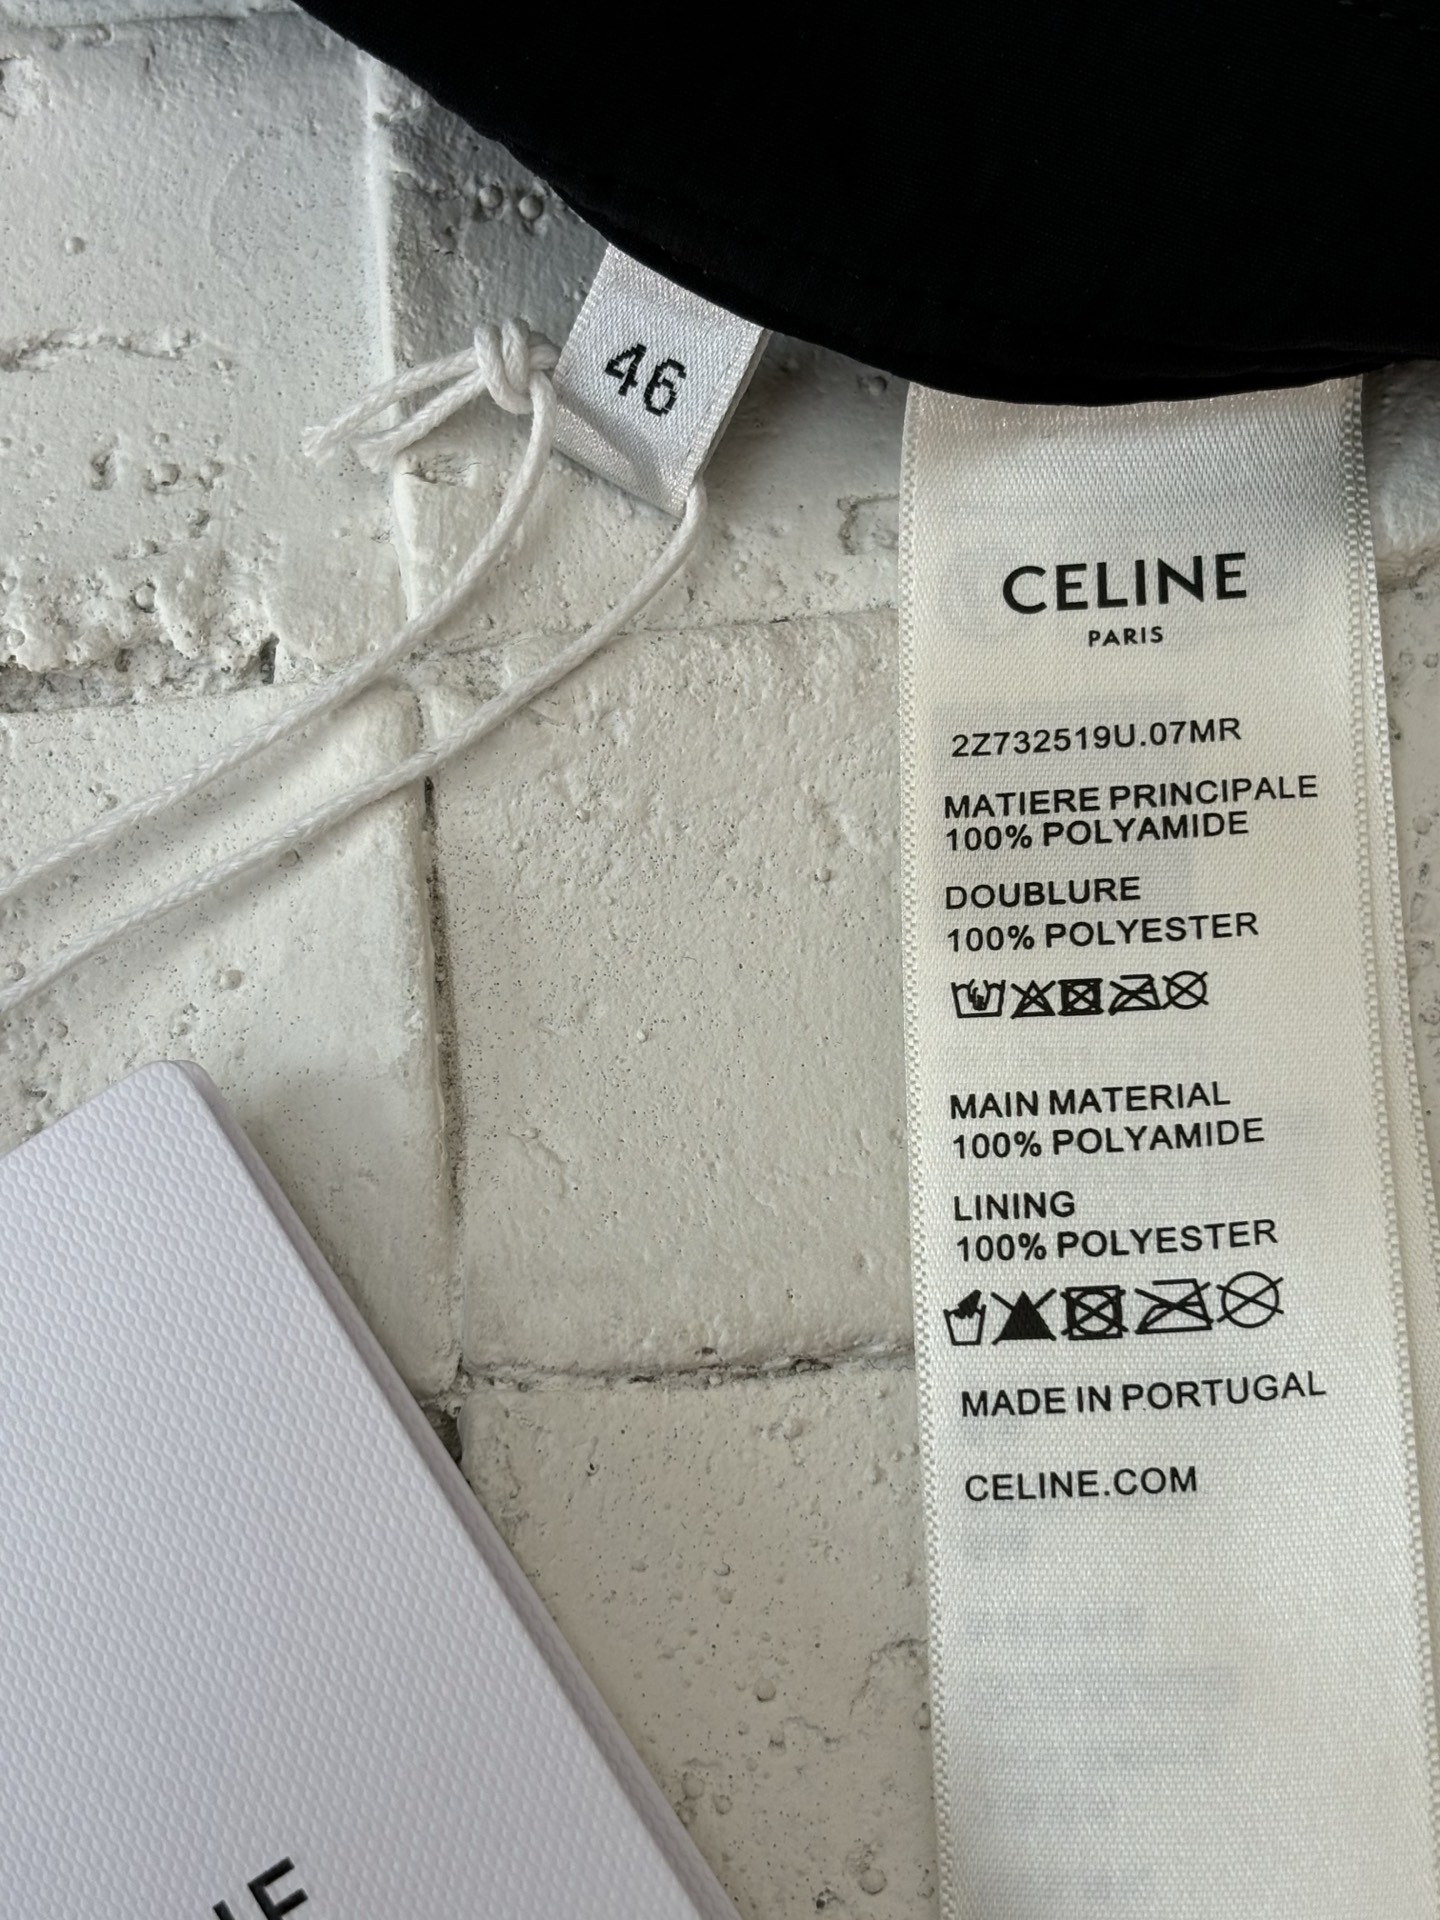 46
CELINE
PARIS
2Z732519U.07MR
MATIERE PRINCIPALE
100% POLYAMIDE
DOUBLURE
100% POLYESTER
MAIN MATERIAL
100% POLYAMIDE
LINING
100% POLYESTER
MADE IN PORTUGAL
CELINE.COM